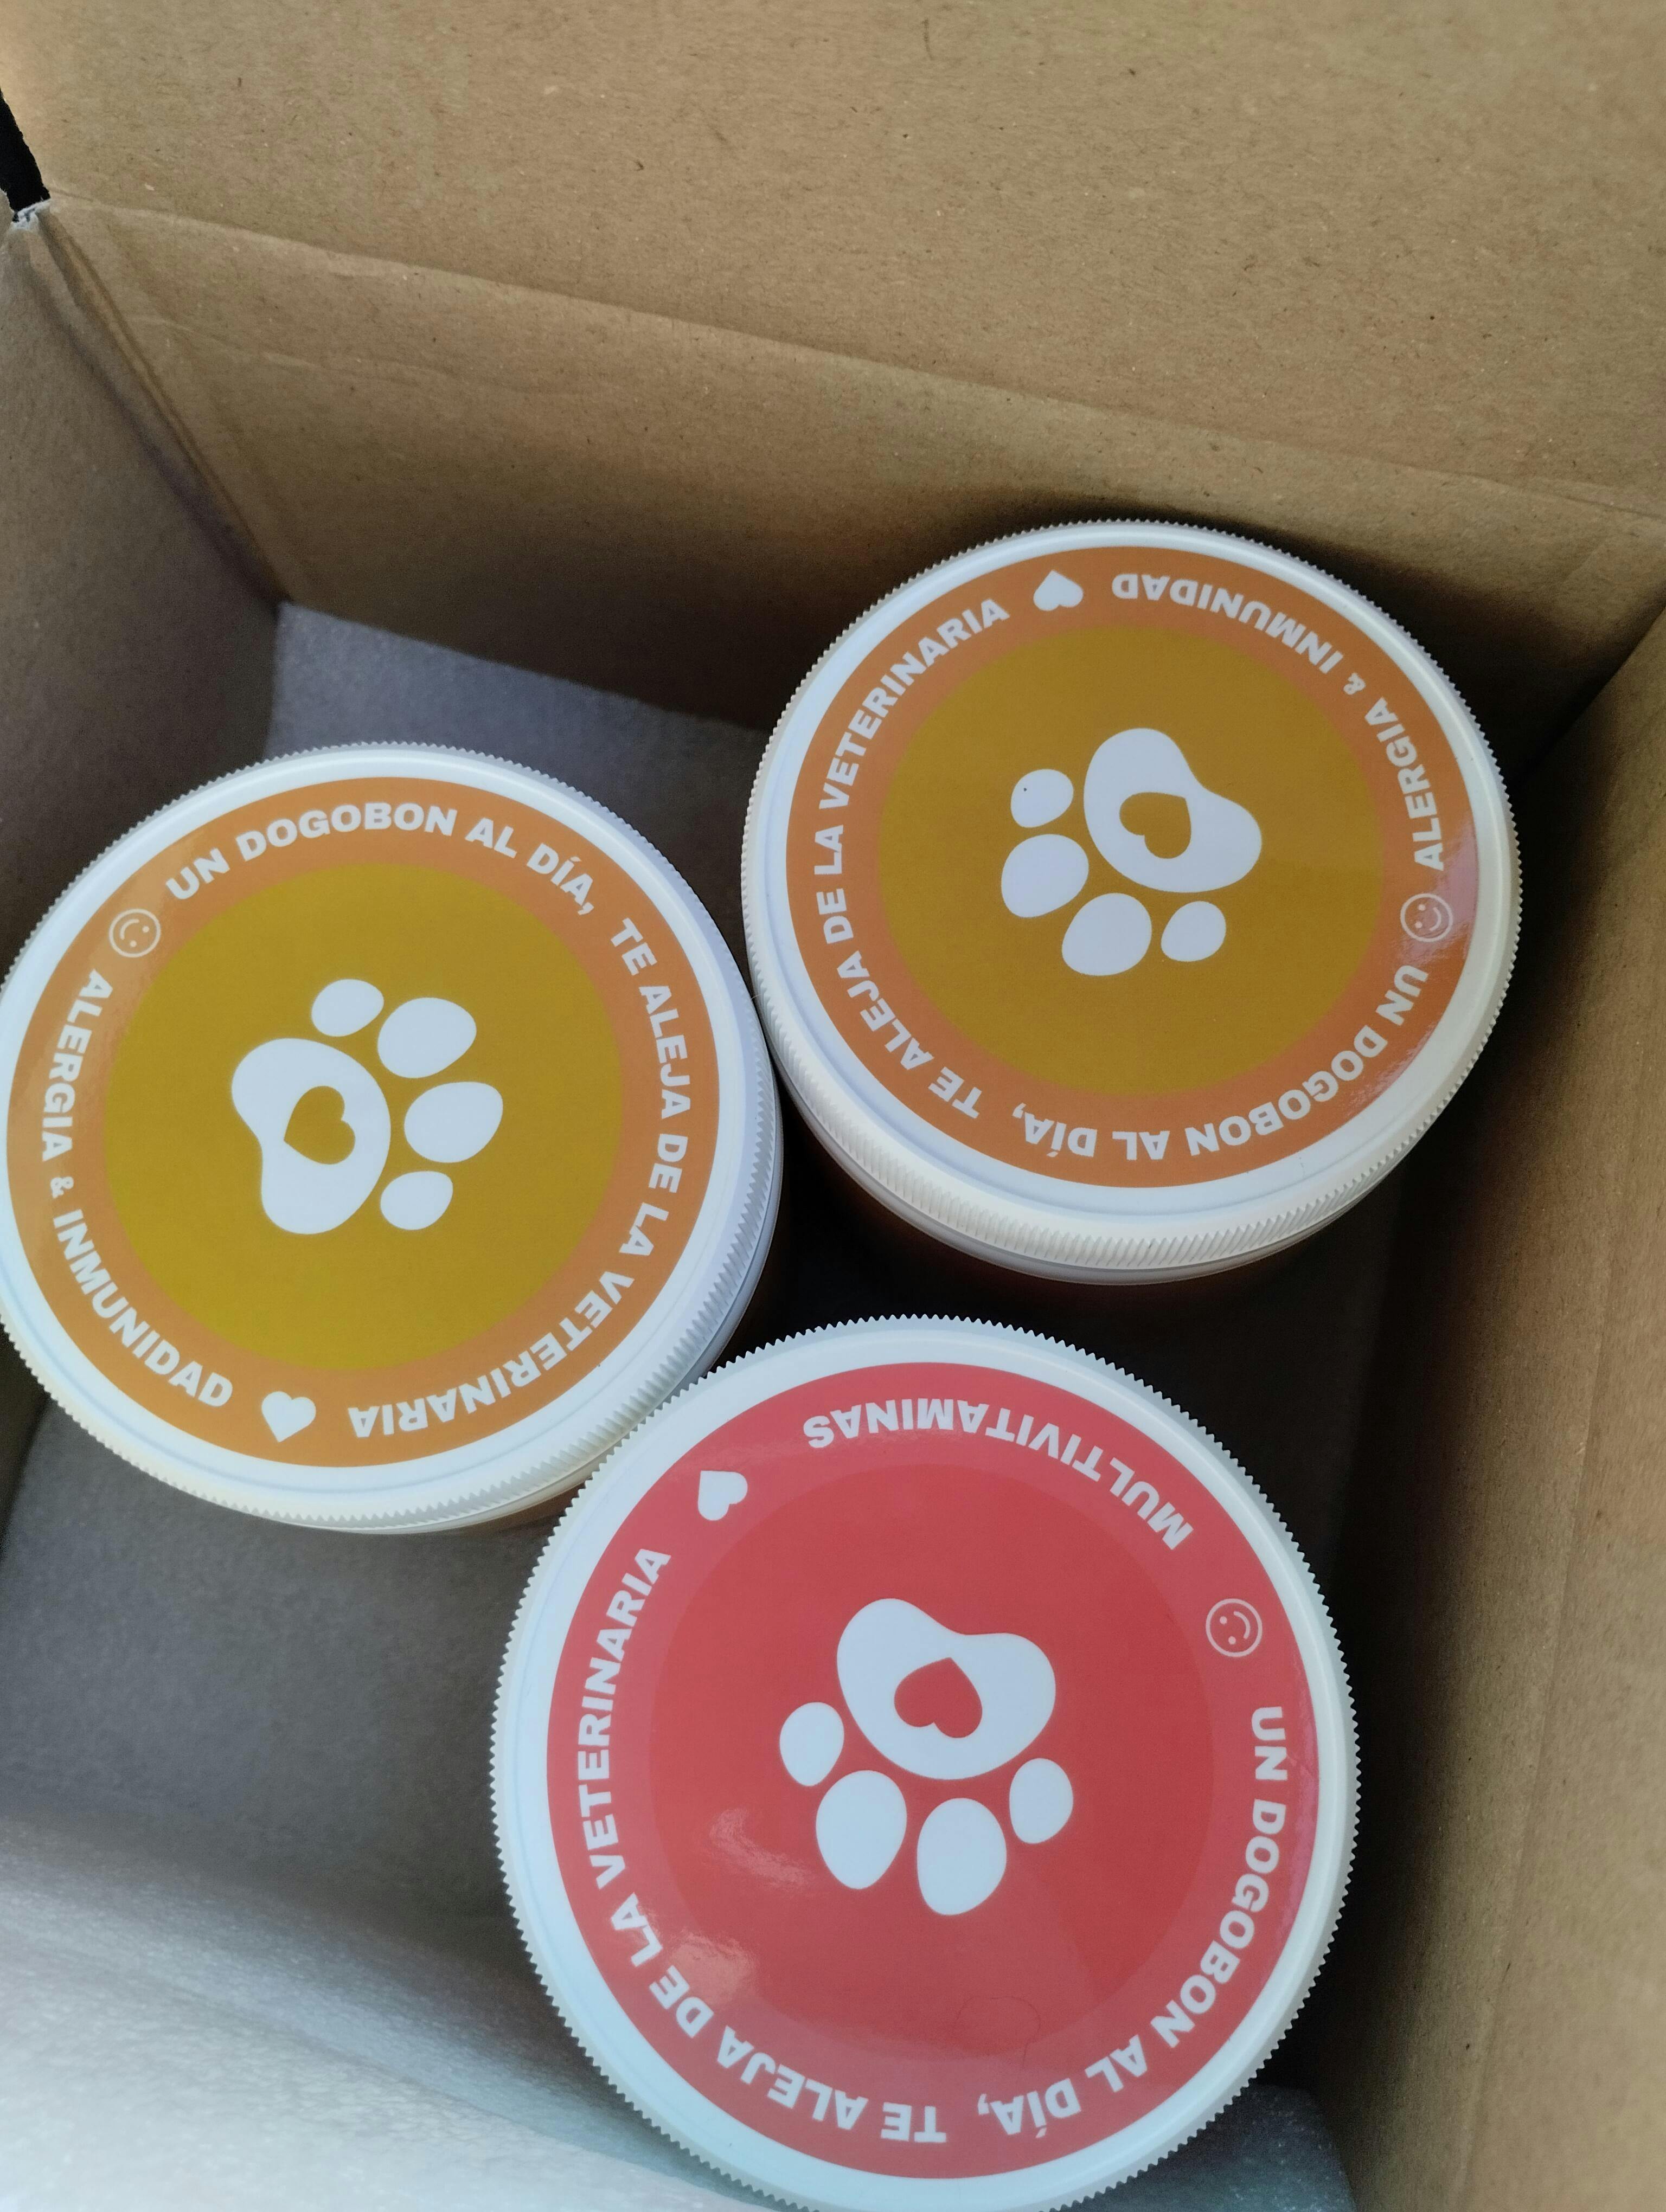 UN DOGOBON AL DÍA, TE ALEJA DE LA VETERINARIA
ALERGIA & INMUNIDAD
UN DOGOBON AL DÍA, TE ALEJA DE LA VETERINARIA
ALERGIA & INMUNIDAD
UN DOGOBON AL DÍA, TE ALEJA DE LA VETERINARIA
MULTIVITAMINAS